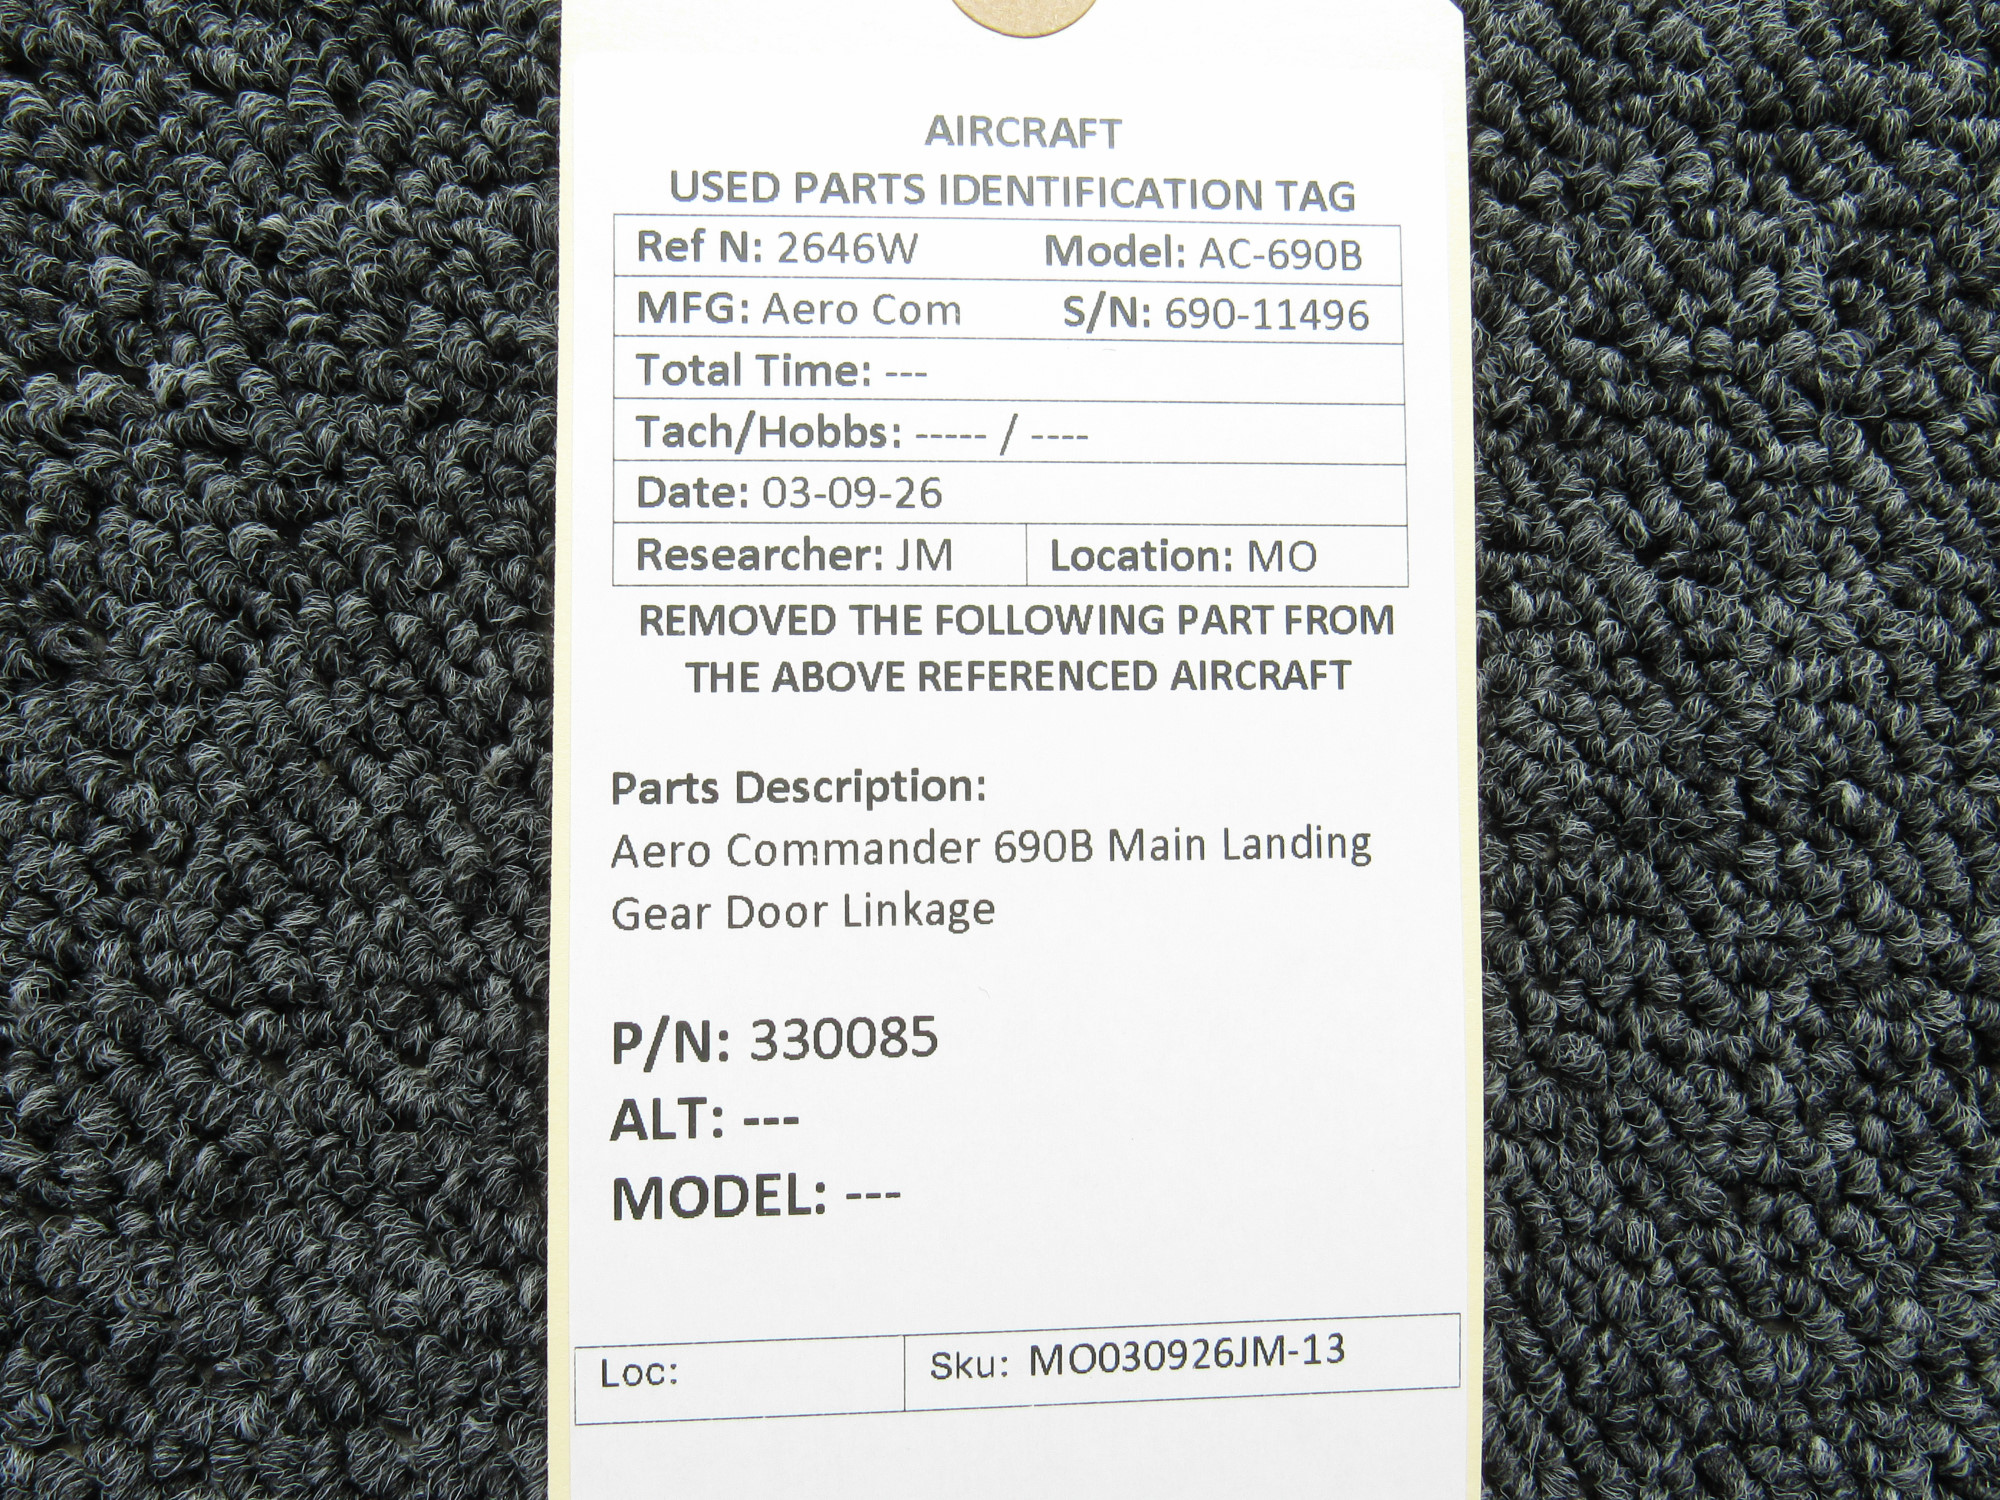 AIRCRAFT
USED PARTS IDENTIFICATION TAG
Ref N: 2646W Model: AC-690B
MFG: Aero Com S/N: 690-11496
Total Time: ---
Tach/Hobbs: ----- / ----
Date: 03-09-26
Researcher: JM Location: MO
REMOVED THE FOLLOWING PART FROM
THE ABOVE REFERENCED AIRCRAFT
Parts Description:
Aero Commander 690B Main Landing
Gear Door Linkage
P/N: 330085
ALT: ---
MODEL: ---
Loc: Sku: MO030926JM-13